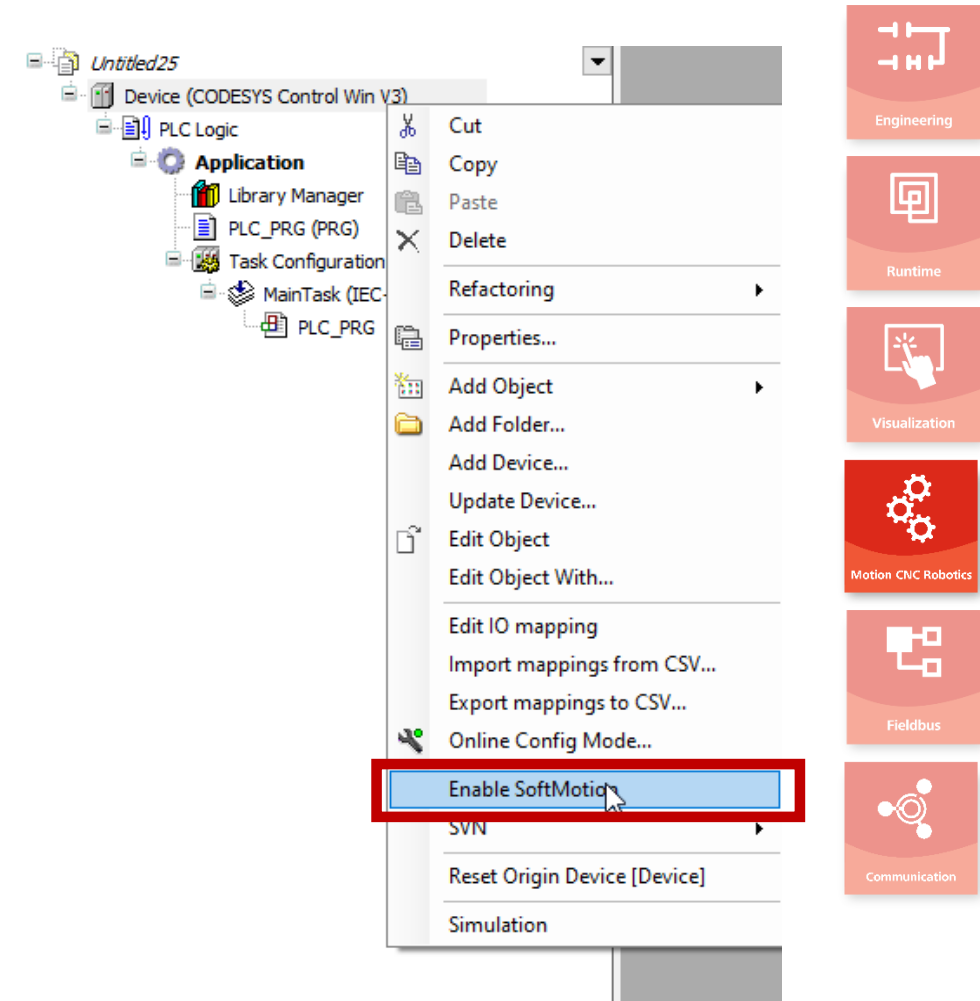 Untitled25
Device (CODESYS Control Win V3)
PLC Logic
Application
Library Manager
PLC_PRG (PRG)
Task Configuration
MainTask (IEC-
PLC_PRG
Cut
Copy
Paste
Delete
Refactoring
Properties...
Add Object
Add Folder...
Add Device...
Update Device...
Edit Object
Edit Object With...
Edit IO mapping
Import mappings from CSV...
Export mappings to CSV...
Online Config Mode...
Enable SoftMotion
SVN
Reset Origin Device [Device]
Simulation
Engineering
Runtime
Visualization
Motion CNC Robotics
Fieldbus
Communication